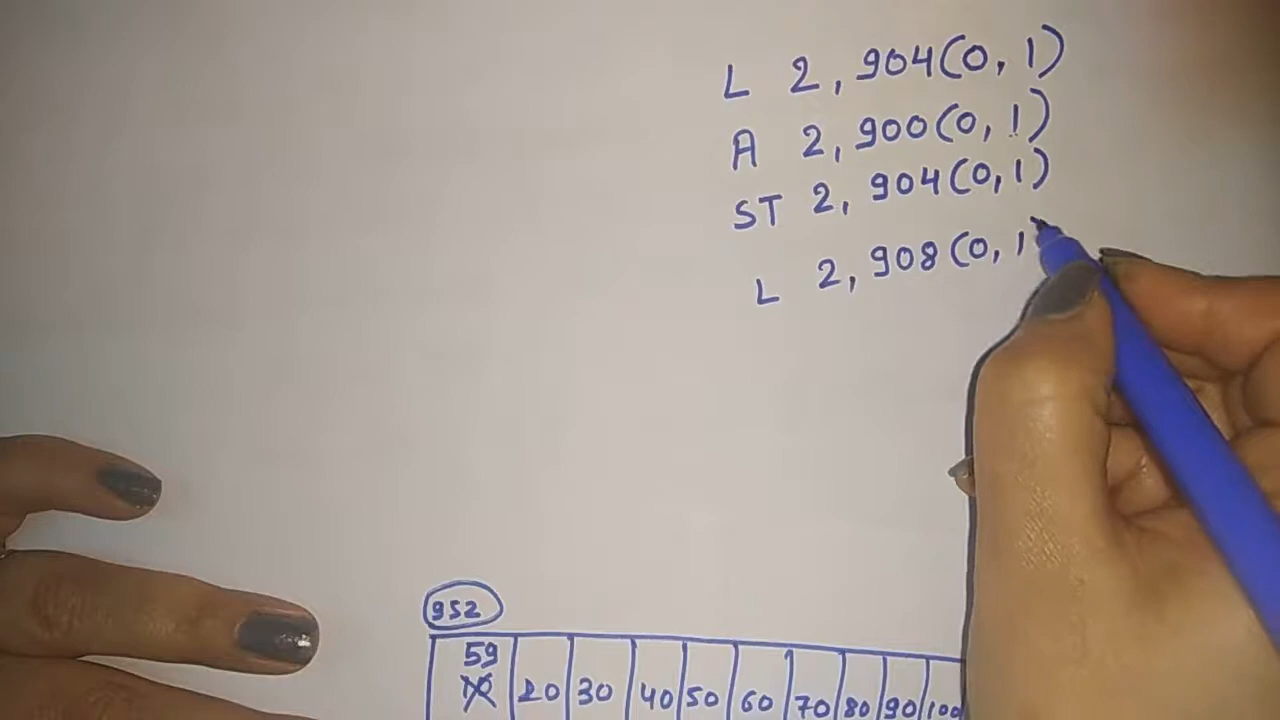 L 2, 904(0, 1)
A 2, 900(0, 1)
ST 2, 904(0, 1)
L 2, 908(0, 1
952
59
10 20 30 40 50 60 70 80 90 100